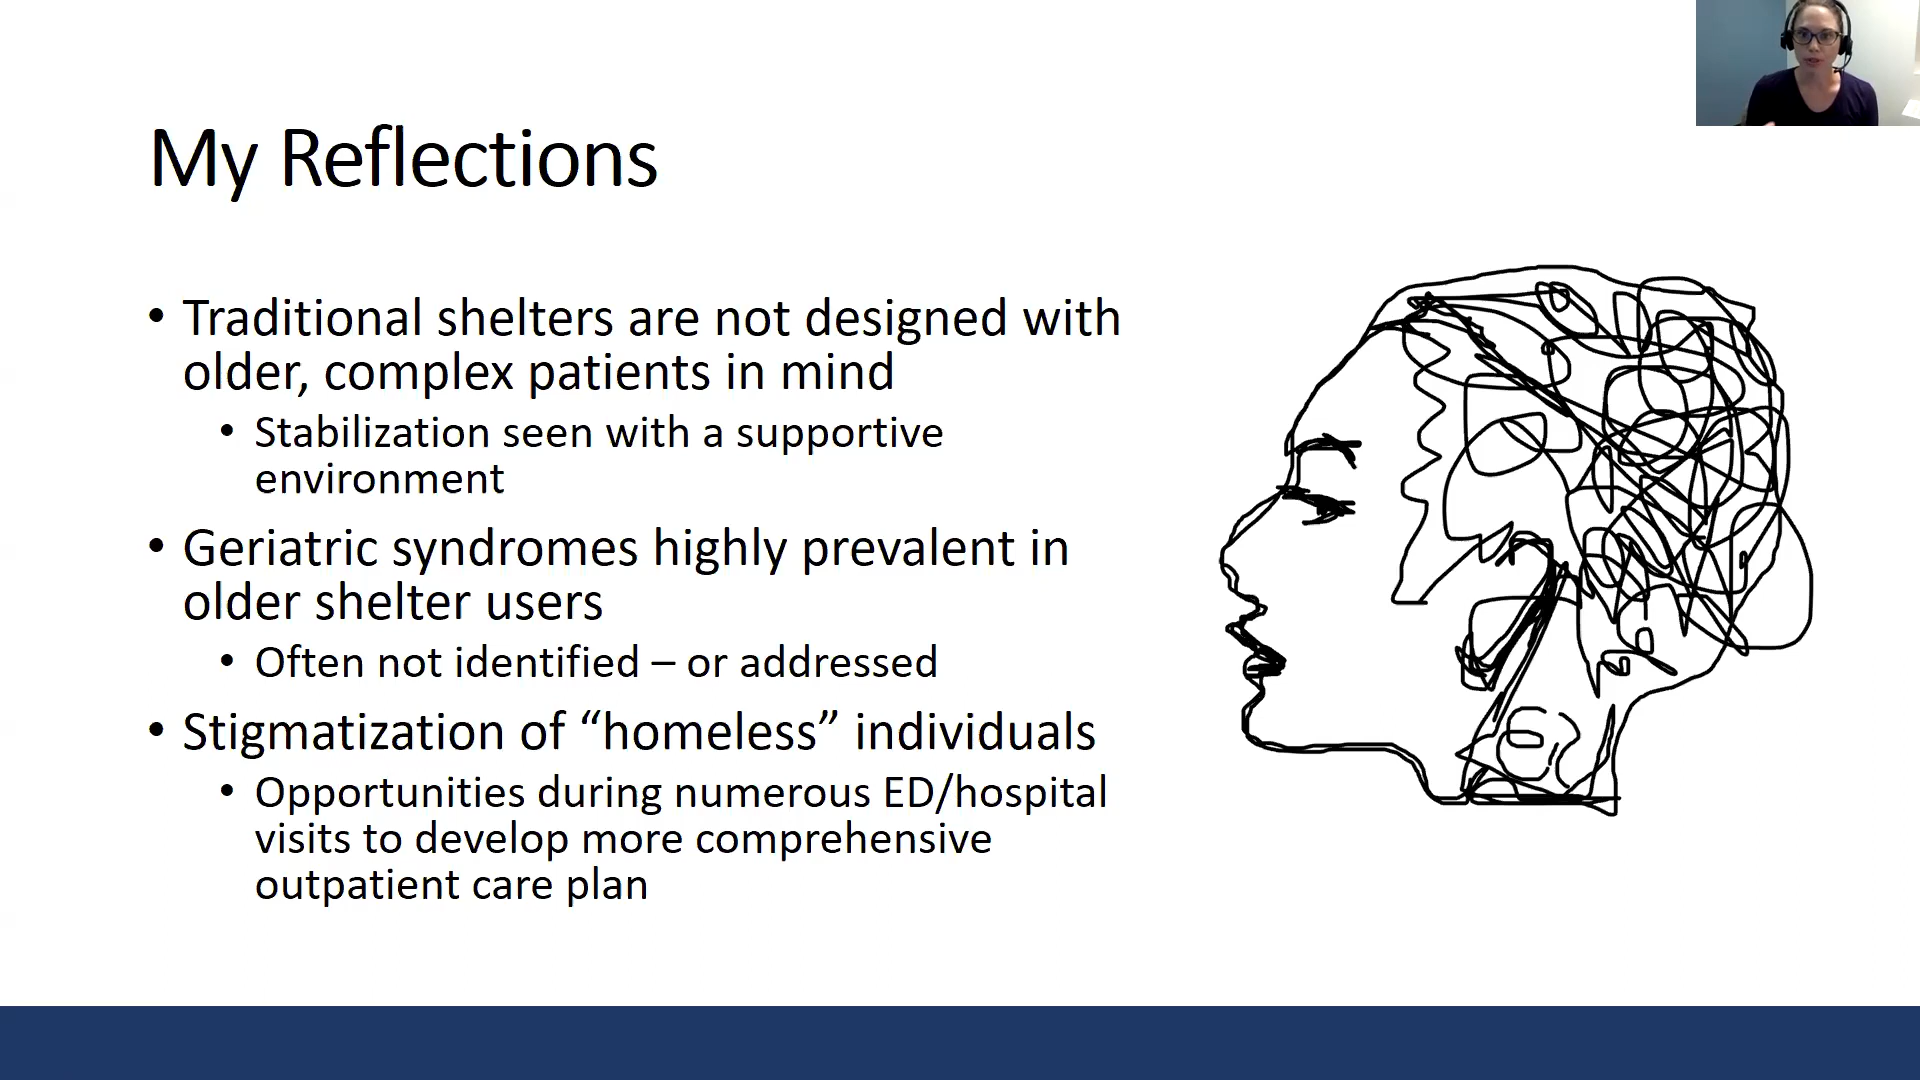 My Reflections
• Traditional shelters are not designed with
older, complex patients in mind
• Stabilization seen with a supportive
environment
• Geriatric syndromes highly prevalent in
older shelter users
• Often not identified – or addressed
• Stigmatization of “homeless” individuals
• Opportunities during numerous ED/hospital
visits to develop more comprehensive
outpatient care plan